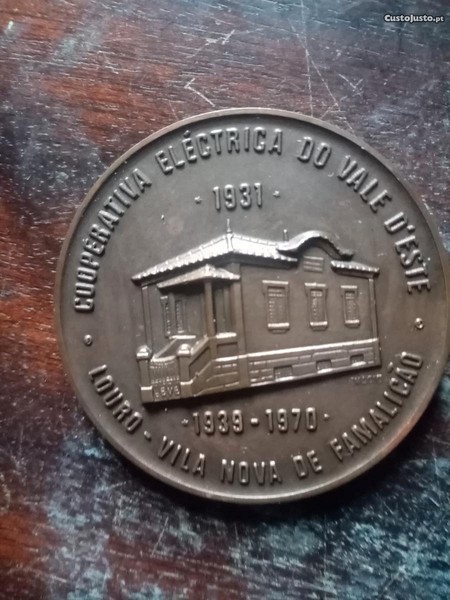 CustoJusto.pt
COOPERATIVA ELÉCTRICA DO VALE D'ESTE
- 1931 -
- 1939 - 1970 -
• LOURO - VILA NOVA DE FAMALICÃO •